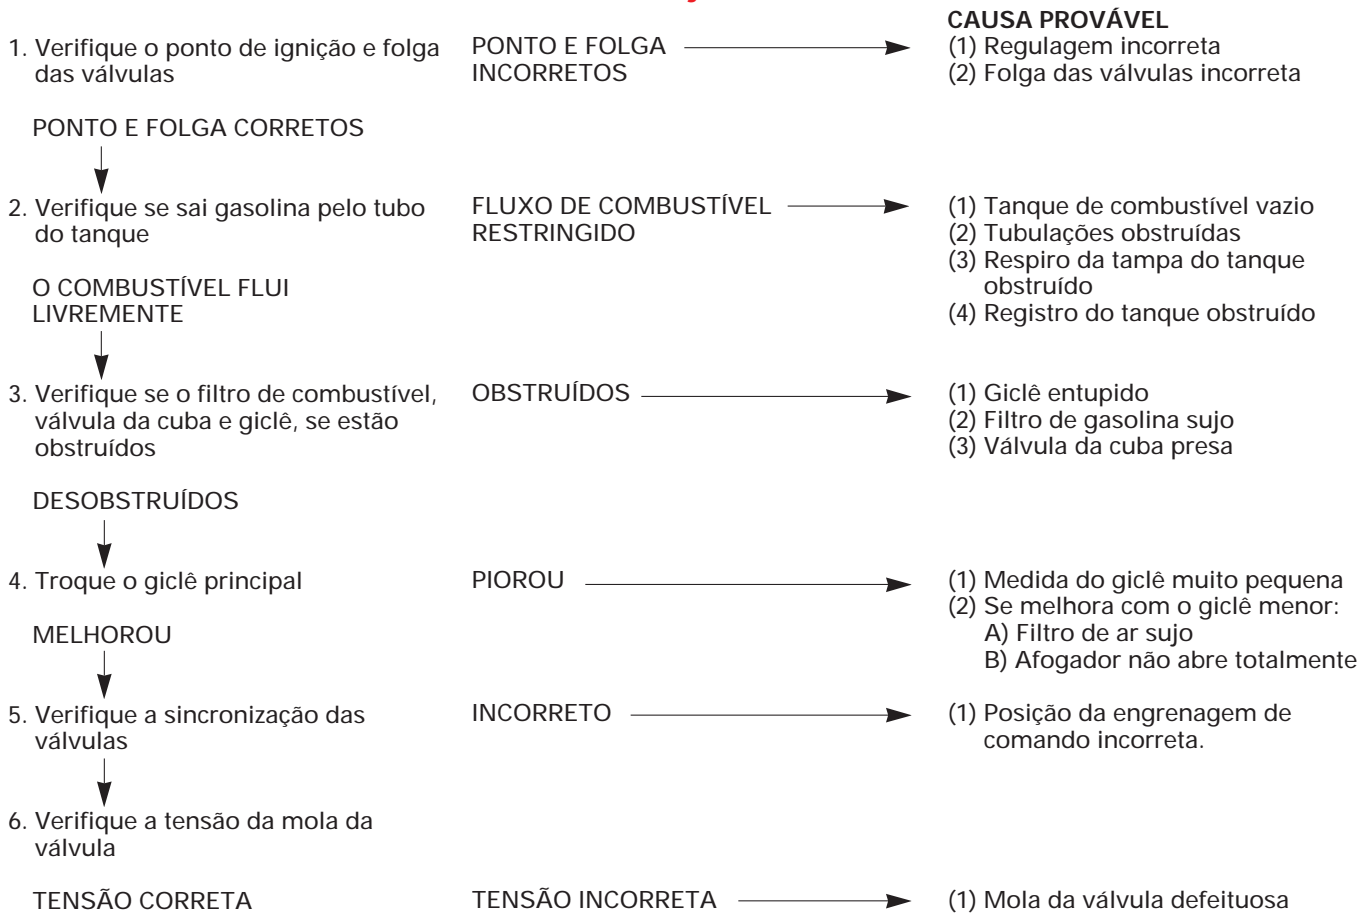 CAUSA PROVÁVEL
1. Verifique o ponto de ignição e folga
das válvulas
PONTO E FOLGA
INCORRETOS
(1) Regulagem incorreta
(2) Folga das válvulas incorreta
PONTO E FOLGA CORRETOS
2. Verifique se sai gasolina pelo tubo
do tanque
FLUXO DE COMBUSTÍVEL
RESTRINGIDO
(1) Tanque de combustível vazio
(2) Tubulações obstruídas
(3) Respiro da tampa do tanque
obstruído
(4) Registro do tanque obstruído
O COMBUSTÍVEL FLUI
LIVREMENTE
3. Verifique se o filtro de combustível,
válvula da cuba e giclê, se estão
obstruídos
OBSTRUÍDOS
(1) Giclê entupido
(2) Filtro de gasolina sujo
(3) Válvula da cuba presa
DESOBSTRUÍDOS
4. Troque o giclê principal
PIOROU
(1) Medida do giclê muito pequena
(2) Se melhora com o giclê menor:
A) Filtro de ar sujo
B) Afogador não abre totalmente
MELHOROU
5. Verifique a sincronização das
válvulas
INCORRETO
(1) Posição da engrenagem de
comando incorreta.
6. Verifique a tensão da mola da
válvula
TENSÃO CORRETA
TENSÃO INCORRETA
(1) Mola da válvula defeituosa